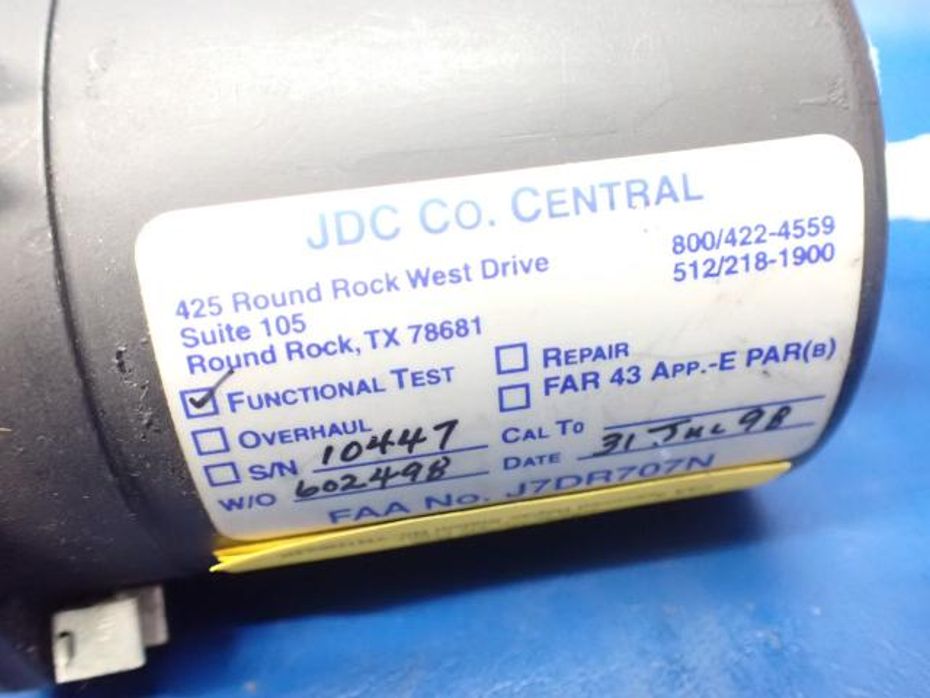 JDC CO. CENTRAL
425 Round Rock West Drive
800/422-4559
Suite 105
512/218-1900
Round Rock, TX 78681
FUNCTIONAL TEST
REPAIR
OVERHAUL
FAR 43 APP.-E PAR(B)
S/N 10447
CAL TO
W/O 602498
DATE 31 JUL 98
FAA NO. J7DR707N